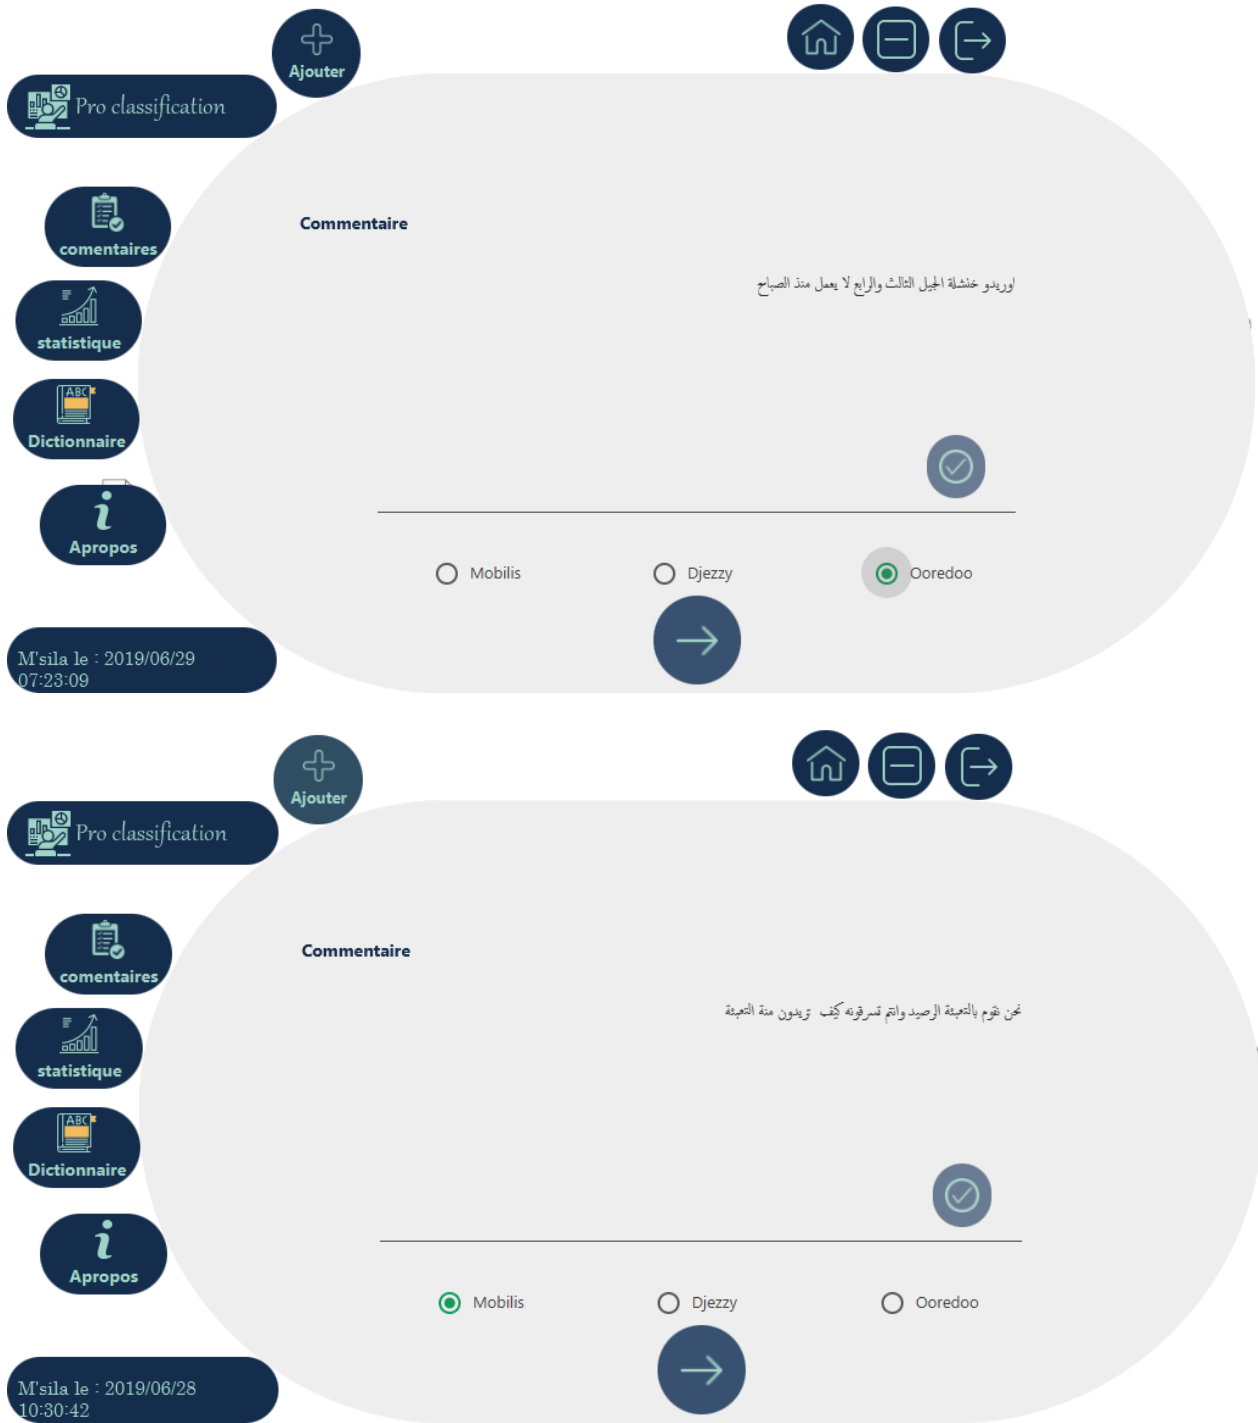 Ajouter
Pro classification
comentaires
Commentaire
اوريدو خنشلة الجيل الثالث والرابع لا يعمل منذ الصباح
statistique
ABC
Dictionnaire
Apropos
Mobilis Djezzy Ooredoo
M'sila le : 2019/06/29
07:23:09
Ajouter
Pro classification
comentaires
Commentaire
نحن نقوم بالتعبئة الرصيد وانتم تسرقونه كيف تريدون منة التعبئة
statistique
ABC
Dictionnaire
Apropos
Mobilis Djezzy Ooredoo
M'sila le : 2019/06/28
10:30:42